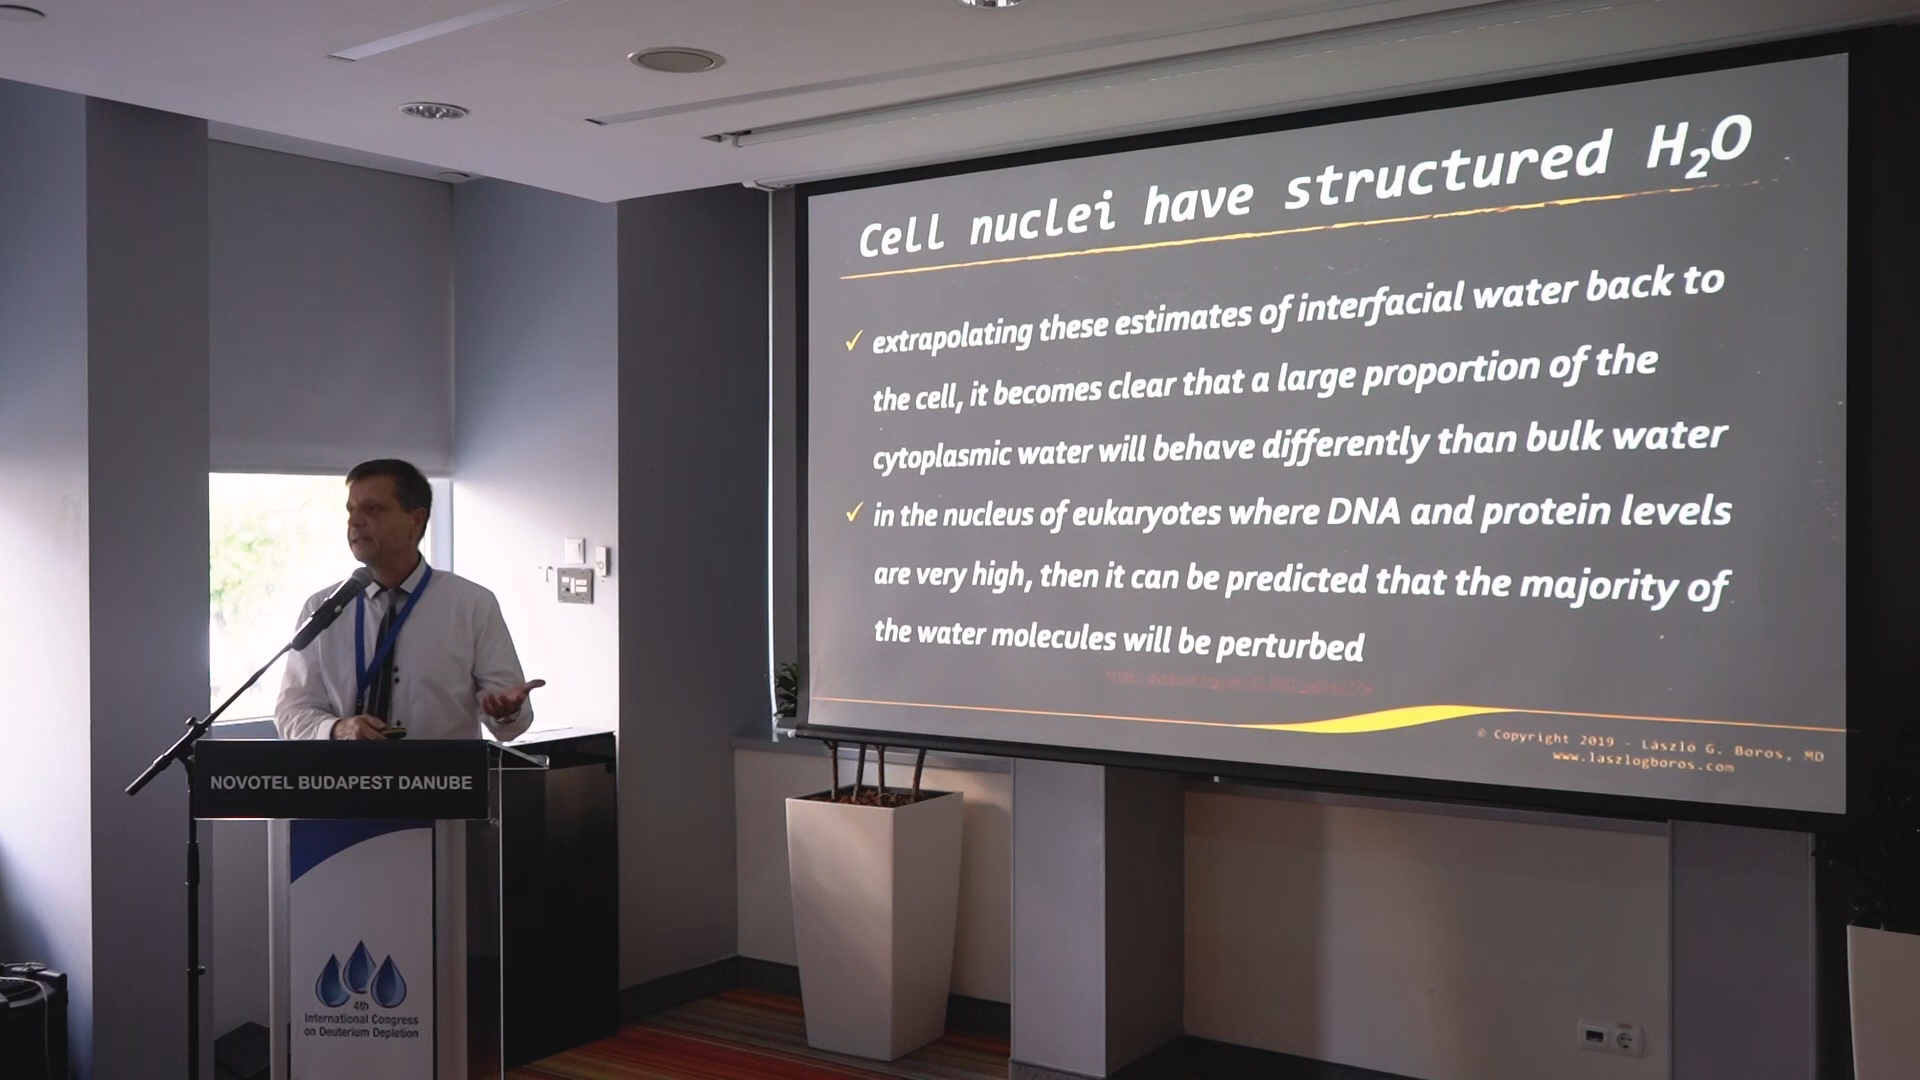 Cell nuclei have structured H₂O
✓ extrapolating these estimates of interfacial water back to
the cell, it becomes clear that a large proportion of the
cytoplasmic water will behave differently than bulk water
✓ in the nucleus of eukaryotes where DNA and protein levels
are very high, then it can be predicted that the majority of
the water molecules will be perturbed
© Copyright 2019 - László G. Boros, MD
www.laszlogboros.com
NOVOTEL BUDAPEST DANUBE
4th
International Congress
on Deuterium Depletion